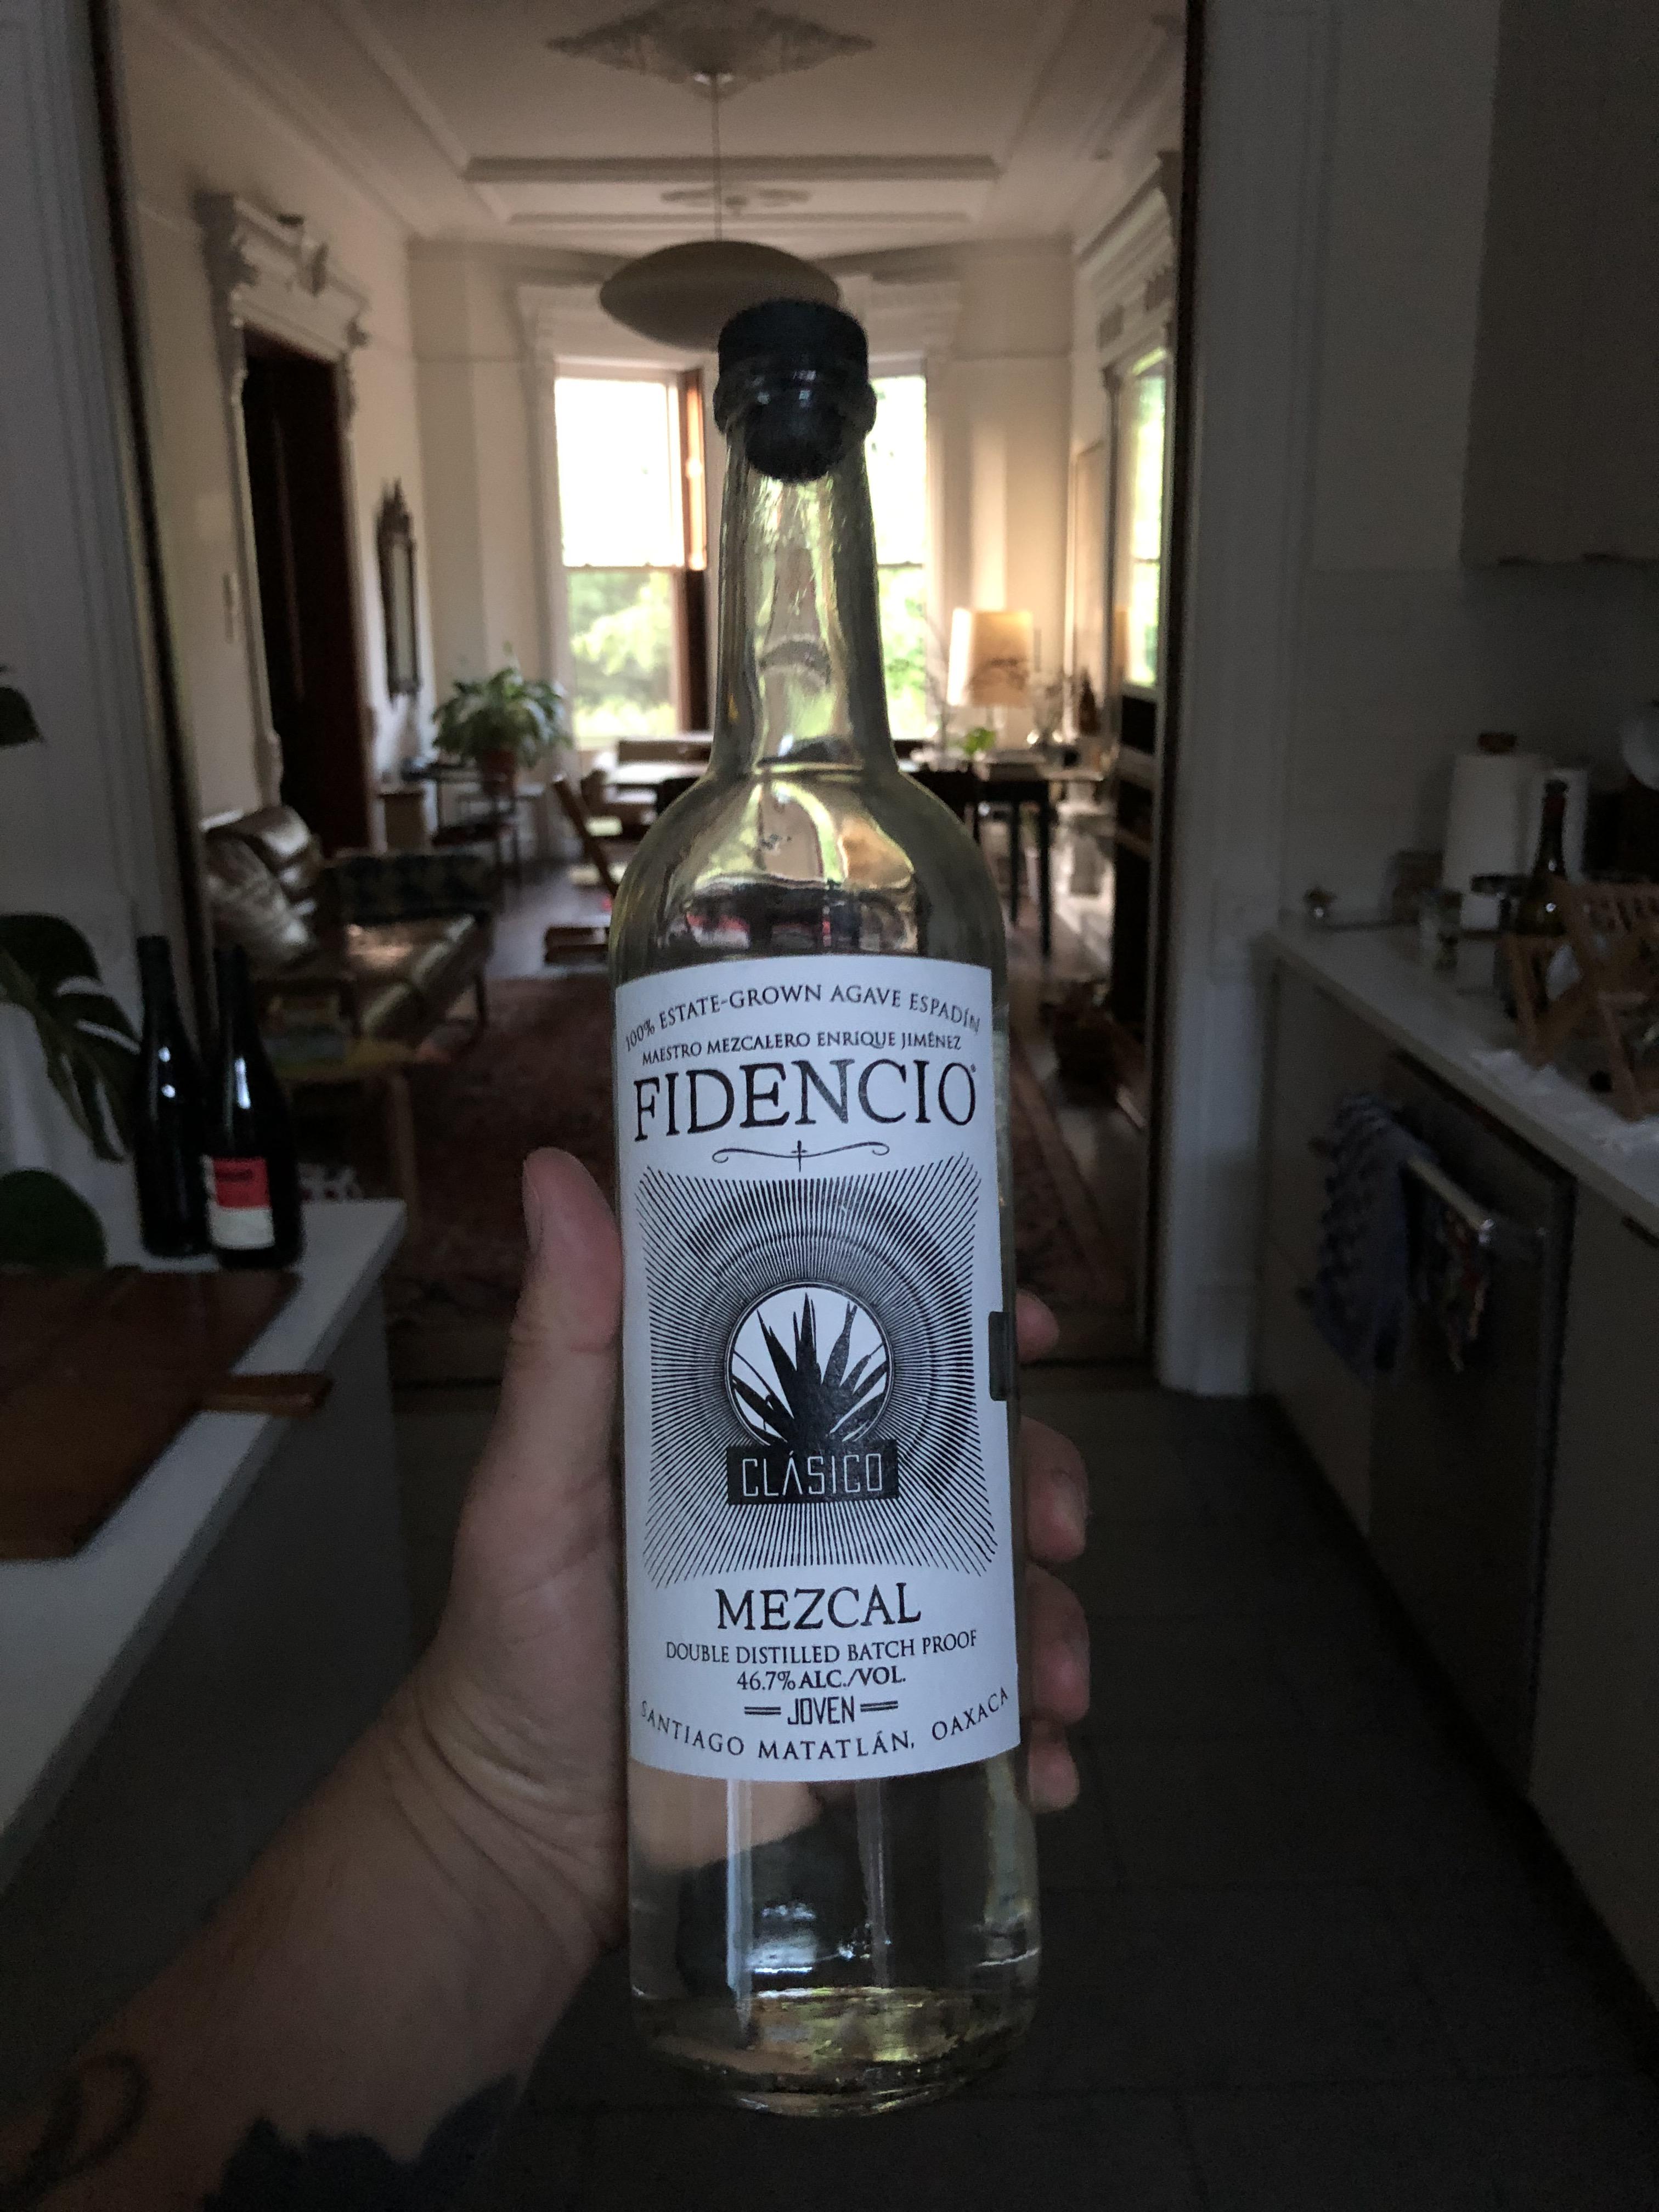 100% ESTATE-GROWN AGAVE ESPADÍN
MAESTRO MEZCALERO ENRIQUE JIMÉNEZ
FIDENCIO®
CLÁSICO
MEZCAL
DOUBLE DISTILLED BATCH PROOF
46.7% ALC./VOL.
JOVEN
SANTIAGO MATATLÁN, OAXACA